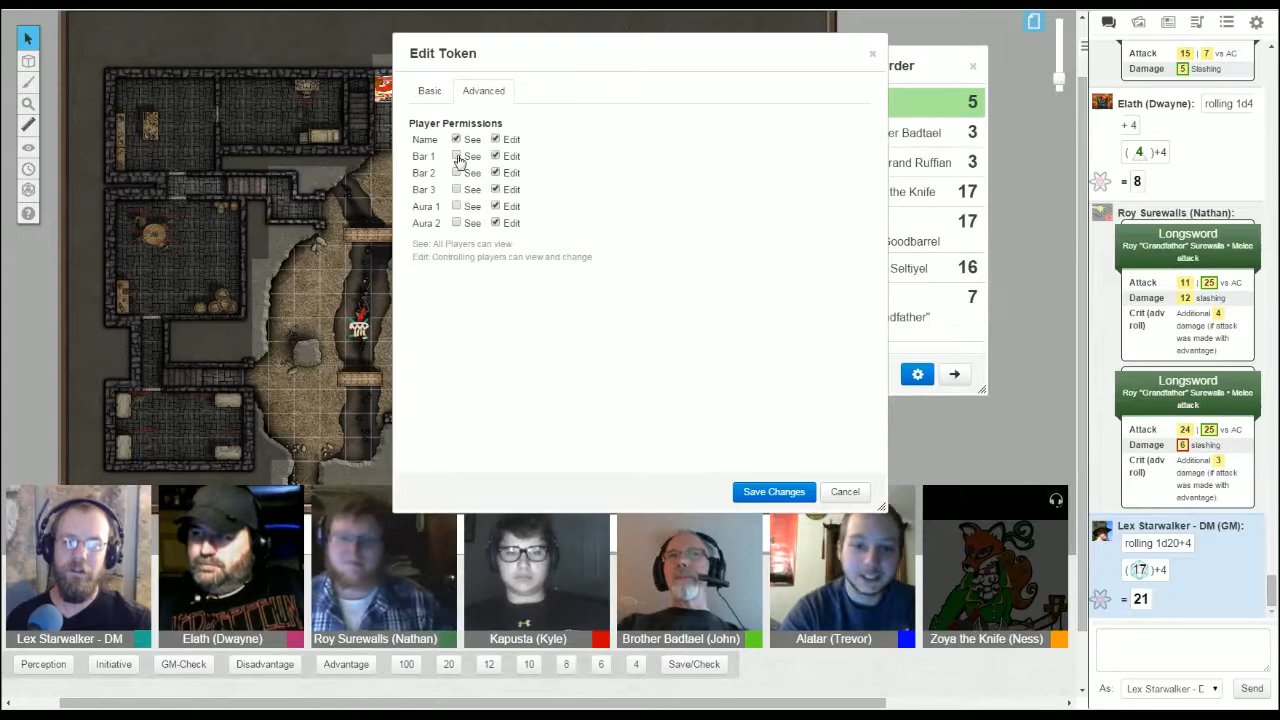 Edit Token
×
Basic
Advanced
Player Permissions
Name See Edit
Bar 1 See Edit
Bar 2 See Edit
Bar 3 See Edit
Aura 1 See Edit
Aura 2 See Edit
See: All Players can view
Edit: Controlling players can view and change
Save Changes
Cancel
rder ×
5
er Badtael 3
rand Ruffian 3
the Knife 17
17
Goodbarrel
Seltiyel 16
7
dfather"
Attack 15 | 7 vs AC
Damage 5 Slashing
Elath (Dwayne): rolling 1d4
+ 4
( 4 )+4
= 8
Roy Surewalls (Nathan):
Longsword
Roy "Grandfather" Surewalls • Melee
attack
Attack 11 | 25 vs AC
Damage 12 slashing
Crit (adv roll) Additional 4
damage (if attack
was made with
advantage)
Longsword
Roy "Grandfather" Surewalls • Melee
attack
Attack 24 | 25 vs AC
Damage 6 slashing
Crit (adv roll) Additional 3
damage (if attack
was made with
advantage)
Lex Starwalker - DM (GM):
rolling 1d20+4
( 17 )+4
= 21
As: Lex Starwalker - D
Send
Lex Starwalker - DM
Elath (Dwayne)
Roy Surewalls (Nathan)
Kapusta (Kyle)
Brother Badtael (John)
Alatar (Trevor)
Zoya the Knife (Ness)
Perception
Initiative
GM-Check
Disadvantage
Advantage
100
20
12
10
8
6
4
Save/Check